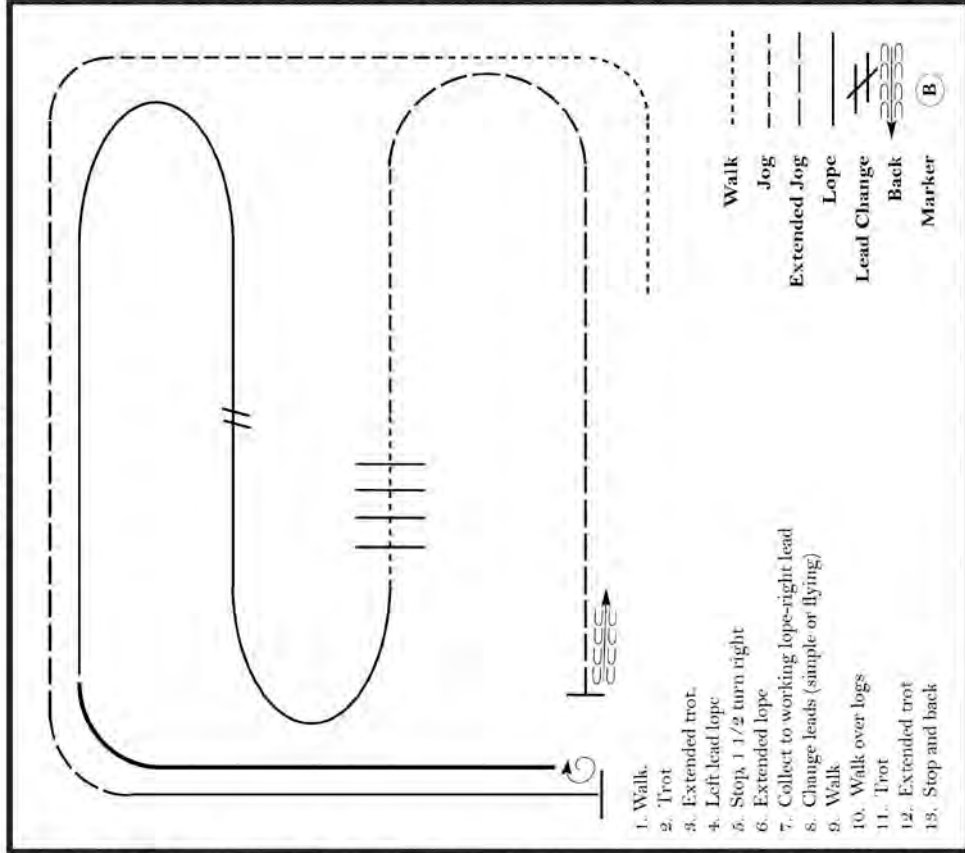 1. Walk.
2. Trot
3. Extended trot.
4. Left lead lope
5. Stop, 1 1/2 turn right
6. Extended lope
7. Collect to working lope-right lead
8. Change leads (simple or flying)
9. Walk
10. Walk over logs
11. Trot
12. Extended trot
13. Stop and back
Walk
Jog
Extended Jog
Lope
Lead Change
Back
Marker B